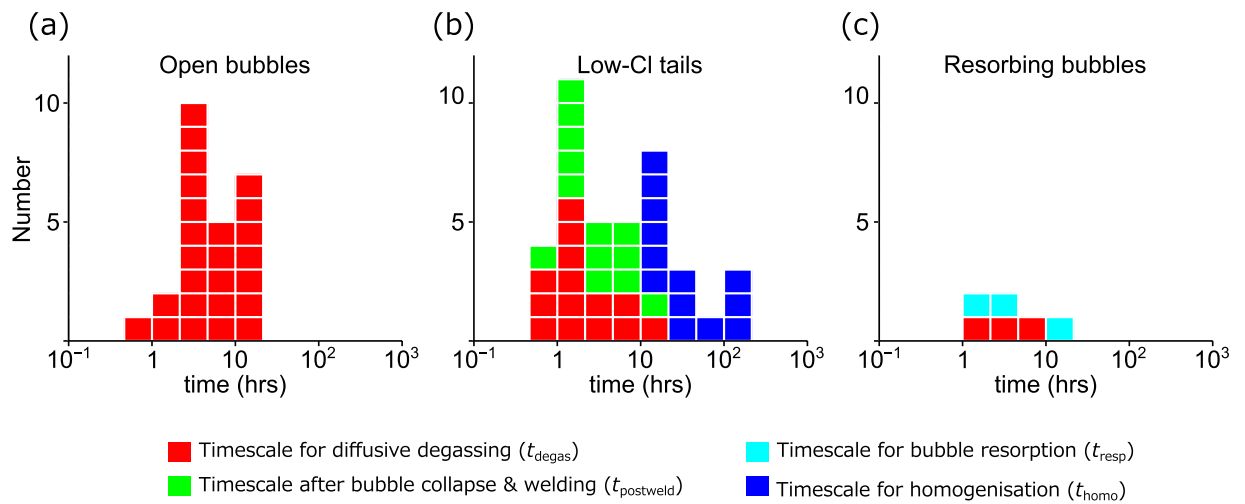 (a) (b) (c)
Open bubbles Low-Cl tails Resorbing bubbles
10 10 10
5 5 5
Number
10⁻¹ 1 10 10² 10³ 10⁻¹ 1 10 10² 10³ 10⁻¹ 1 10 10² 10³
time (hrs) time (hrs) time (hrs)
Timescale for diffusive degassing (t_degas) Timescale for bubble resorption (t_resp)
Timescale after bubble collapse & welding (t_postweld) Timescale for homogenisation (t_homo)